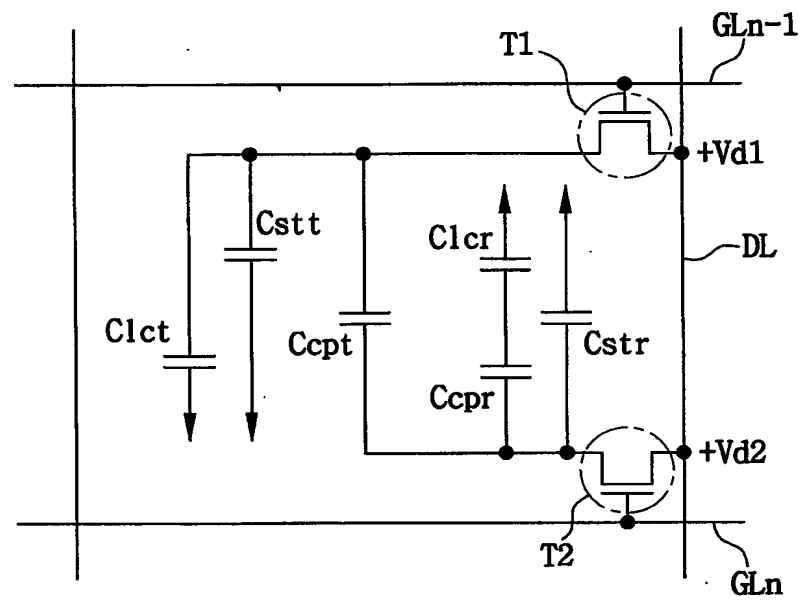 GLn-1
T1
+Vd1
Cstt
Clcr
DL
Clct
Ccpt
Cstr
Ccpr
+Vd2
T2
GLn